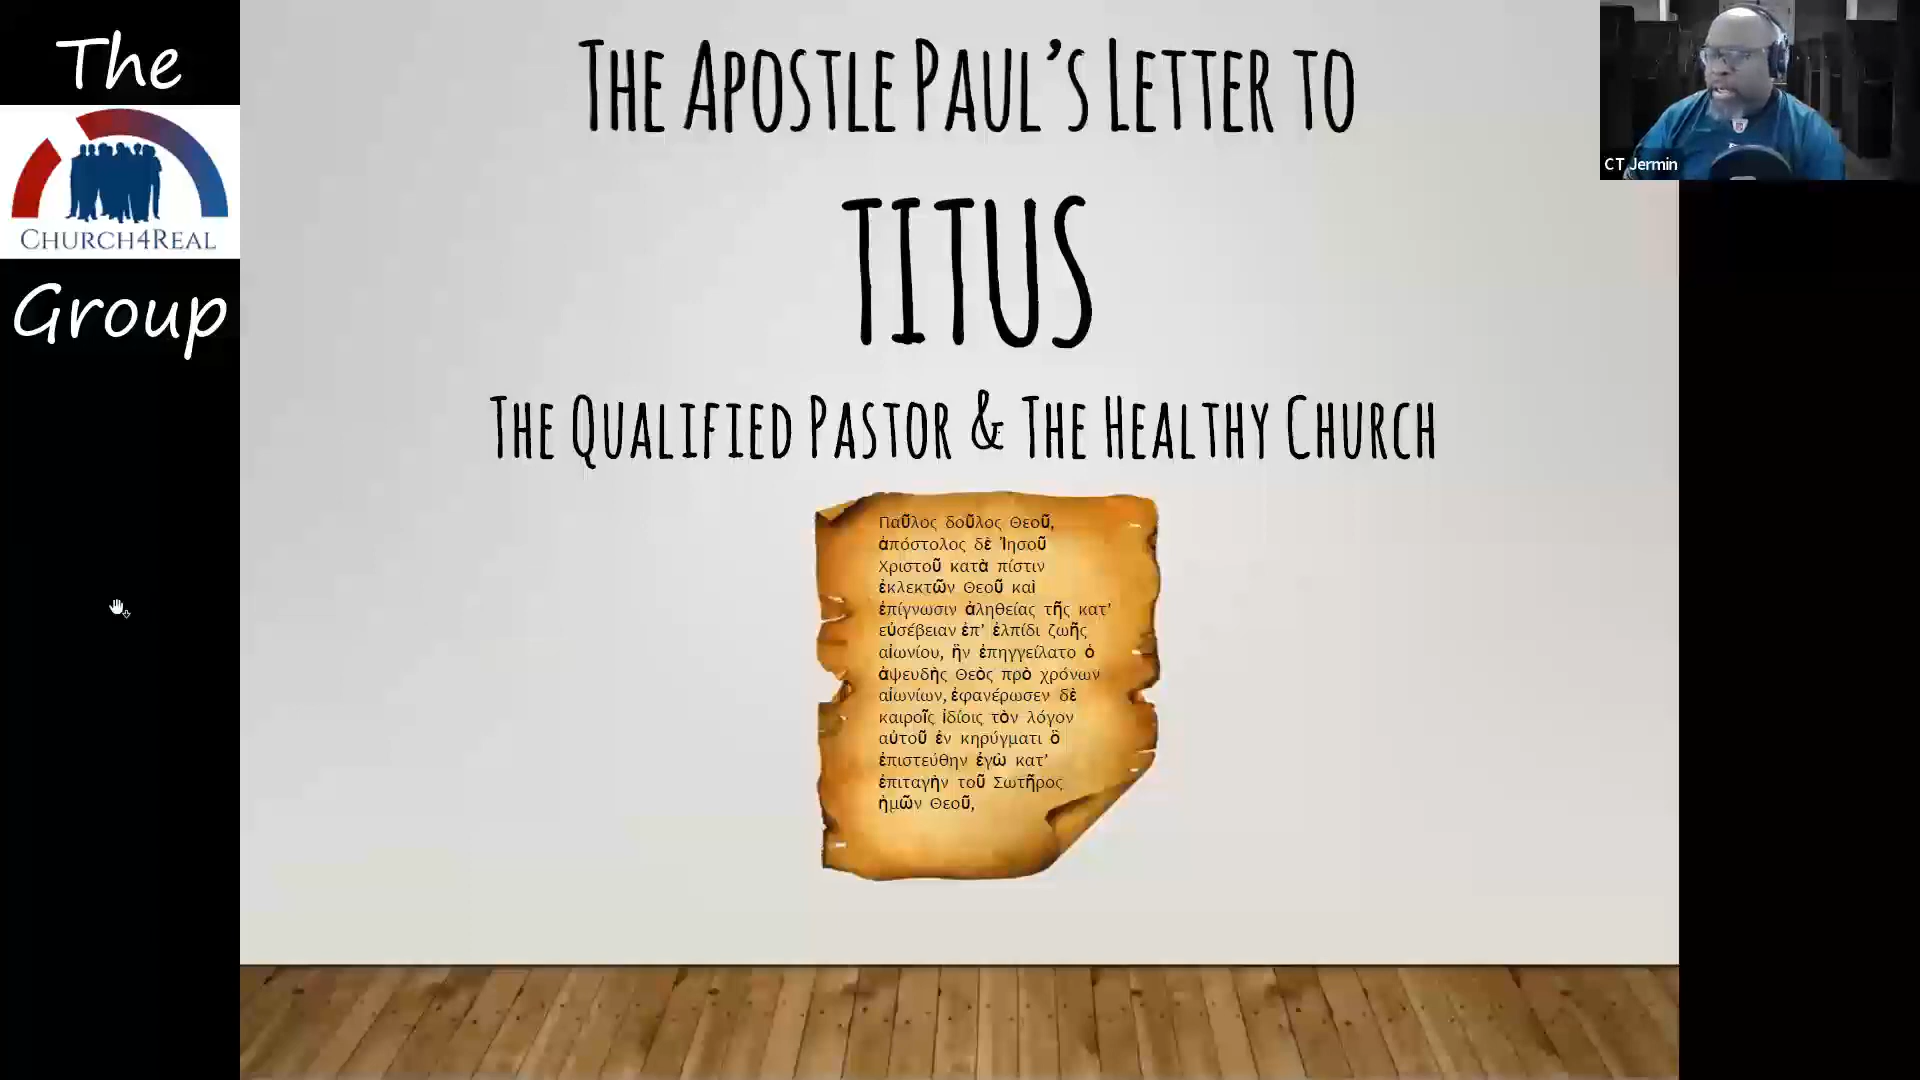 The
CHURCH4REAL
Group
THE APOSTLE PAUL'S LETTER TO
TITUS
THE QUALIFIED PASTOR & THE HEALTHY CHURCH
Παῦλος δοῦλος Θεοῦ,
ἀπόστολος δὲ Ἰησοῦ
Χριστοῦ κατὰ πίστιν
ἐκλεκτῶν Θεοῦ καὶ
ἐπίγνωσιν ἀληθείας τῆς κατ’
εὐσέβειαν ἐπ’ ἐλπίδι ζωῆς
αἰωνίου, ἣν ἐπηγγείλατο ὁ
ἀψευδὴς Θεὸς πρὸ χρόνων
αἰωνίων, ἐφανέρωσεν δὲ
καιροῖς ἰδίοις τὸν λόγον
αὐτοῦ ἐν κηρύγματι ὃ
ἐπιστεύθην ἐγὼ κατ’
ἐπιταγὴν τοῦ Σωτῆρος
ἡμῶν Θεοῦ,
CT Jermin